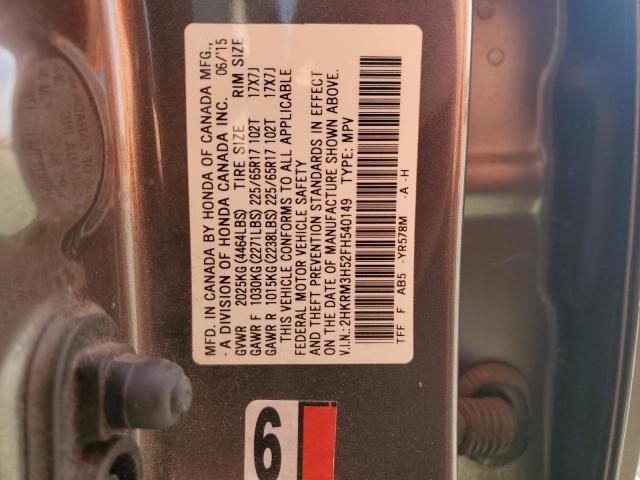 MFD. IN CANADA BY HONDA OF CANADA MFG.,
- A DIVISION OF HONDA CANADA INC. 06/15
GVWR 2025KG(4464LBS) TIRE SIZE RIM SIZE
GAWR F 1030KG(2271LBS) 225/65R17 102T 17X7J
GAWR R 1015KG(2238LBS) 225/65R17 102T 17X7J
THIS VEHICLE CONFORMS TO ALL APPLICABLE
FEDERAL MOTOR VEHICLE SAFETY
AND THEFT PREVENTION STANDARDS IN EFFECT
ON THE DATE OF MANUFACTURE SHOWN ABOVE.
V.I.N.: 2HKRM3H52FH540149 TYPE: MPV
TFF F AB5 -YR578M -A -H
6